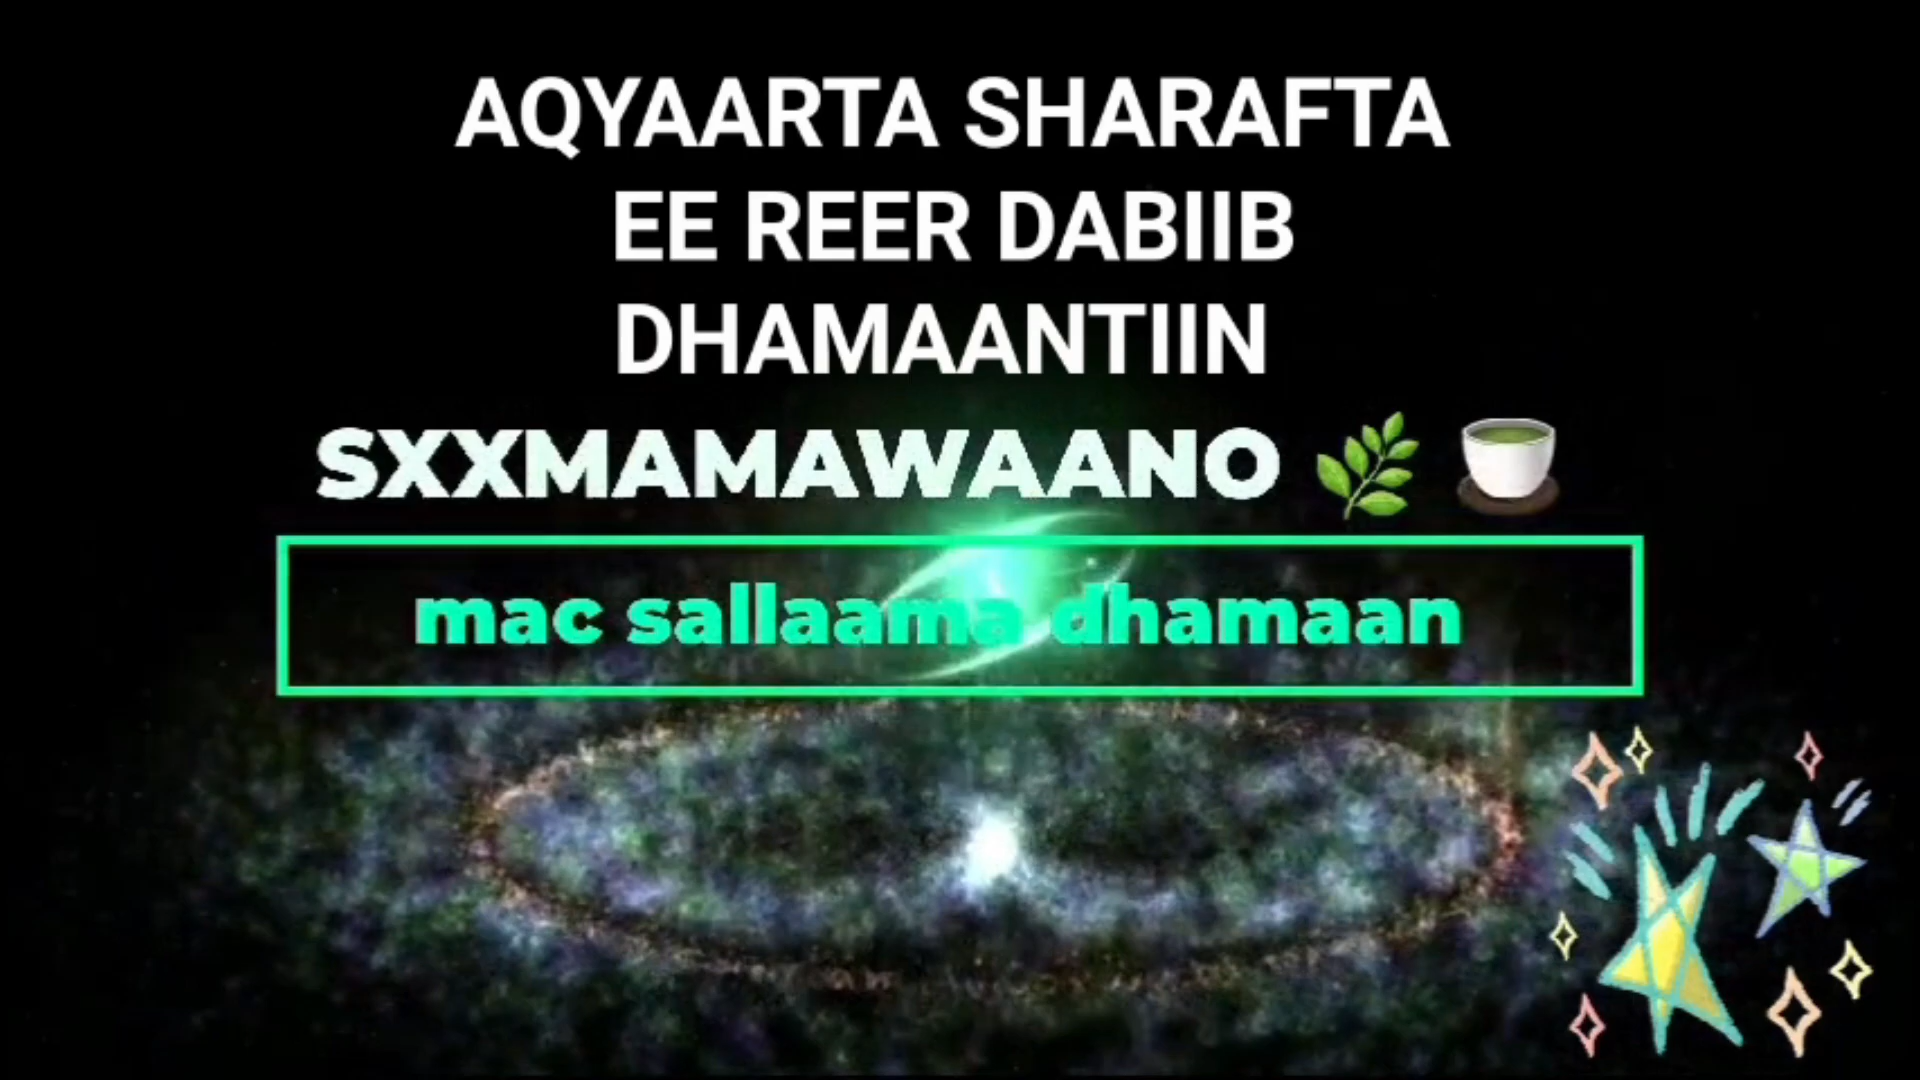 AQYAARTA SHARAFTA
EE REER DABIIB
DHAMAANTIIN
SXXMAMAWAANO 🌿 🍵
mac sallaama dhamaan